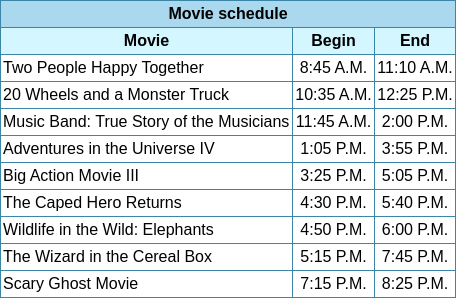 Movie schedule
Movie Begin End
Two People Happy Together 8:45 A.M. 11:10 A.M.
20 Wheels and a Monster Truck 10:35 A.M. 12:25 P.M.
Music Band: True Story of the Musicians 11:45 A.M. 2:00 P.M.
Adventures in the Universe IV 1:05 P.M. 3:55 P.M.
Big Action Movie III 3:25 P.M. 5:05 P.M.
The Caped Hero Returns 4:30 P.M. 5:40 P.M.
Wildlife in the Wild: Elephants 4:50 P.M. 6:00 P.M.
The Wizard in the Cereal Box 5:15 P.M. 7:45 P.M.
Scary Ghost Movie 7:15 P.M. 8:25 P.M.